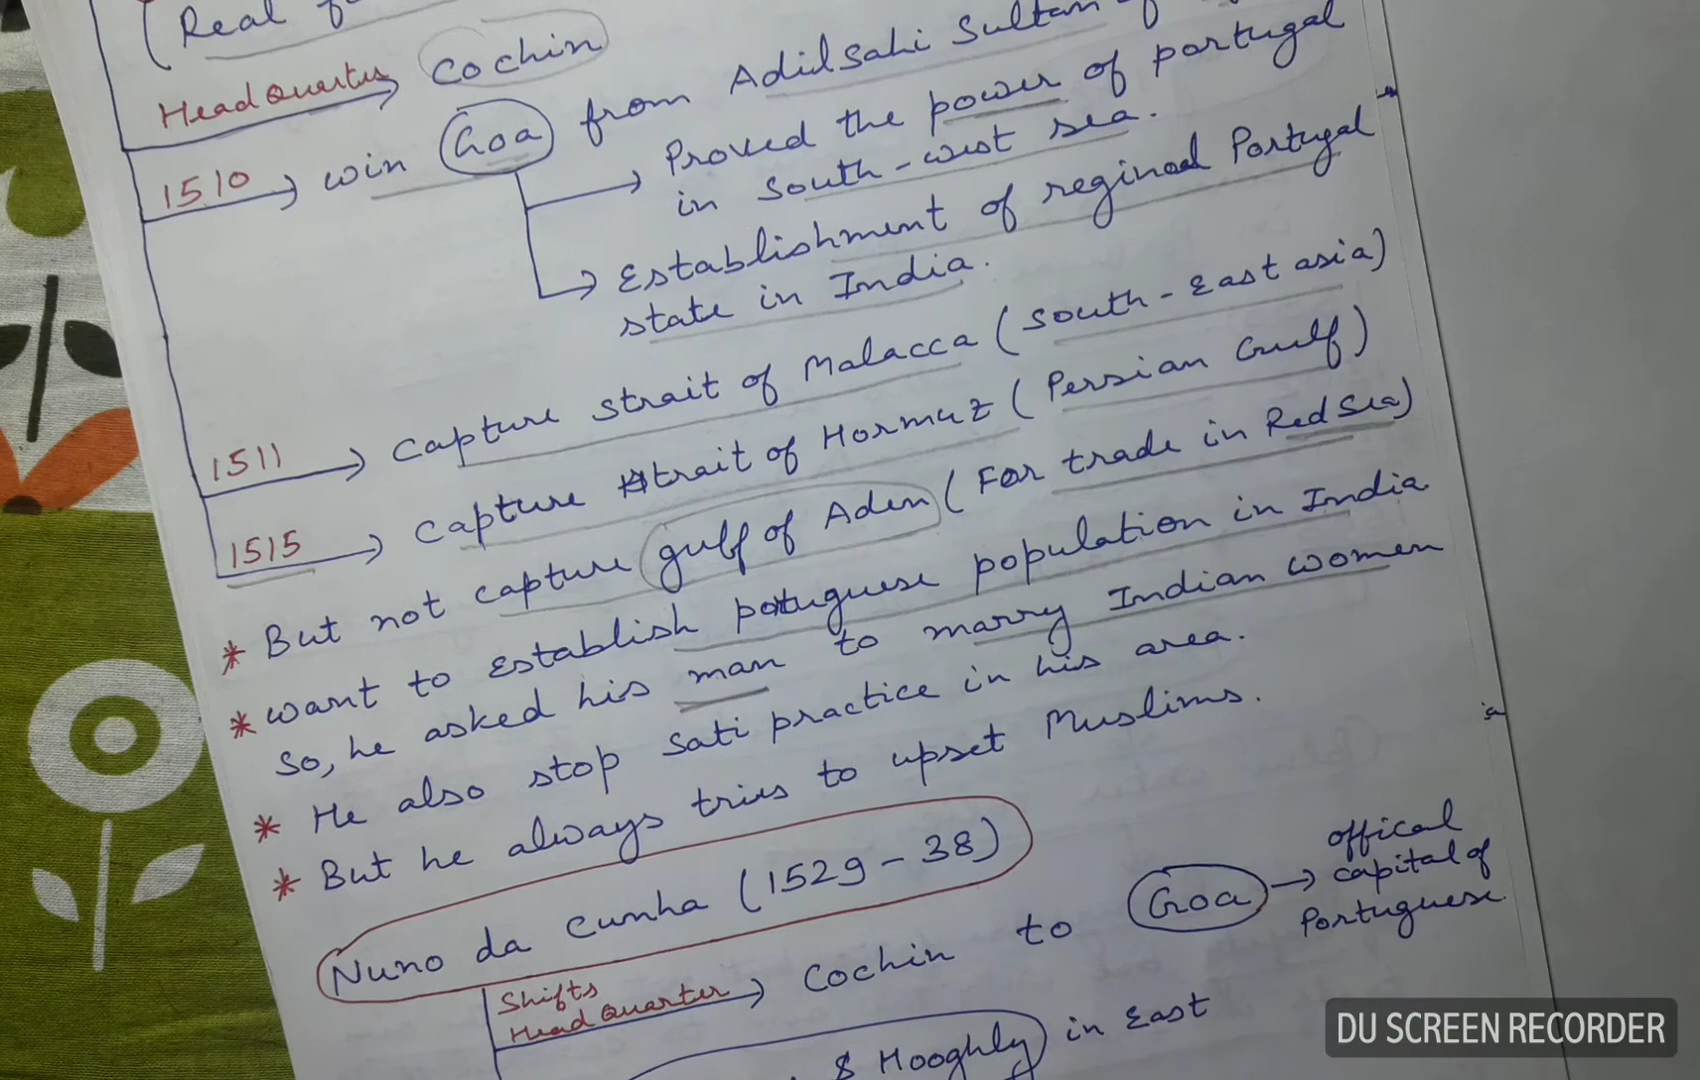 (Real
Head Quarter → Cochin
1510 → win Goa from Adil Sahi Sultan of
→ Proved the power of portugal
in South-west sea.
→ Establishment of reginoal Portugal
state in India.
1511 → Capture strait of Malacca (South-East asia)
1515 → Capture strait of Hormuz (Persian Gulf)
* But not capture gulf of Aden (For trade in Red Sea)
* want to Establish portuguese population in India
So, he asked his man to marry Indian women
* He also stop Sati practice in his area.
* But he always tries to upset Muslims.
Nuno da Cunha (1529-38)
Shifts
Head Quarter → Cochin to Goa → offical
capital of
Portuguese.
& Hooghly in East
DU SCREEN RECORDER